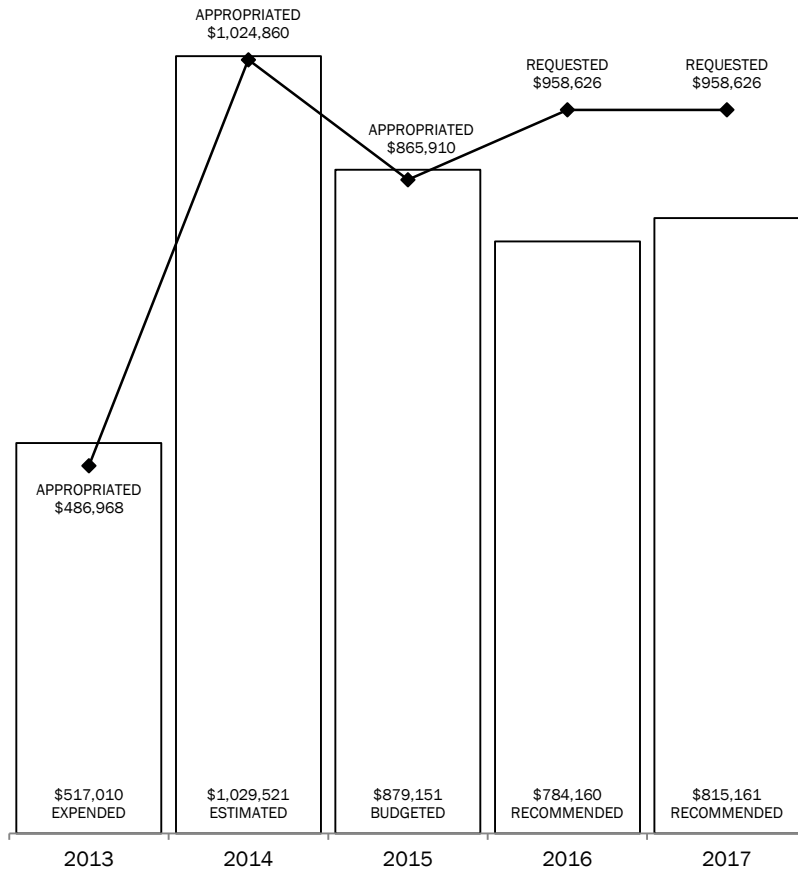 APPROPRIATED
$1,024,860
REQUESTED
$958,626
REQUESTED
$958,626
APPROPRIATED
$865,910
APPROPRIATED
$486,968
$517,010
EXPENDED
$1,029,521
ESTIMATED
$879,151
BUDGETED
$784,160
RECOMMENDED
$815,161
RECOMMENDED
2013
2014
2015
2016
2017